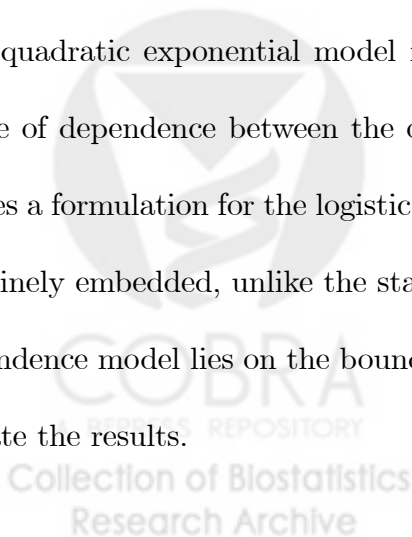 quadratic exponential model
e of dependence between the
es a formulation for the logistic
inely embedded, unlike the sta
ndence model lies on the boun
te the results.
COBRA
A BEPRESS REPOSITORY
Collection of Biostatistics
Research Archive